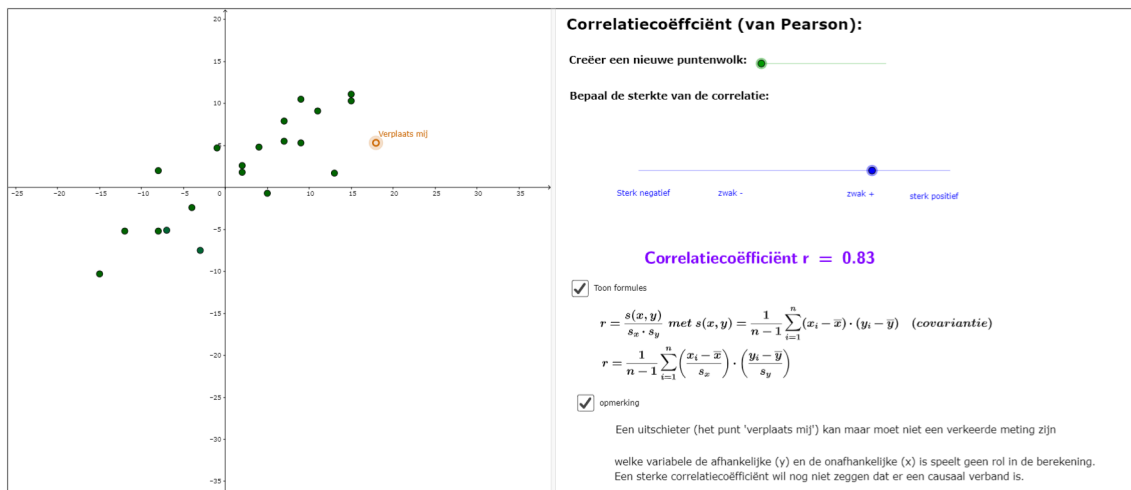 Correlatiecoëffciënt (van Pearson):
Creëer een nieuwe puntenwolk:
Bepaal de sterkte van de correlatie:
Sterk negatief zwak - zwak + sterk positief
Correlatiecoëfficiënt r = 0.83
Toon formules
r = s(x, y) / (s_x · s_y) met s(x, y) = 1/(n − 1) ∑_{i=1}^{n} (x_i − x̅) · (y_i − y̅) (covariantie)
r = 1/(n − 1) ∑_{i=1}^{n} ((x_i − x̅)/s_x) · ((y_i − y̅)/s_y)
opmerking
Een uitschieter (het punt 'verplaats mij') kan maar moet niet een verkeerde meting zijn
welke variabele de afhankelijke (y) en de onafhankelijke (x) is speelt geen rol in de berekening.
Een sterke correlatiecoëfficiënt wil nog niet zeggen dat er een causaal verband is.
Verplaats mij
20
15
10
5
−25 −20 −15 −10 −5 0 5 10 15 20 25 30 35
−5
−10
−15
−20
−25
−30
−35